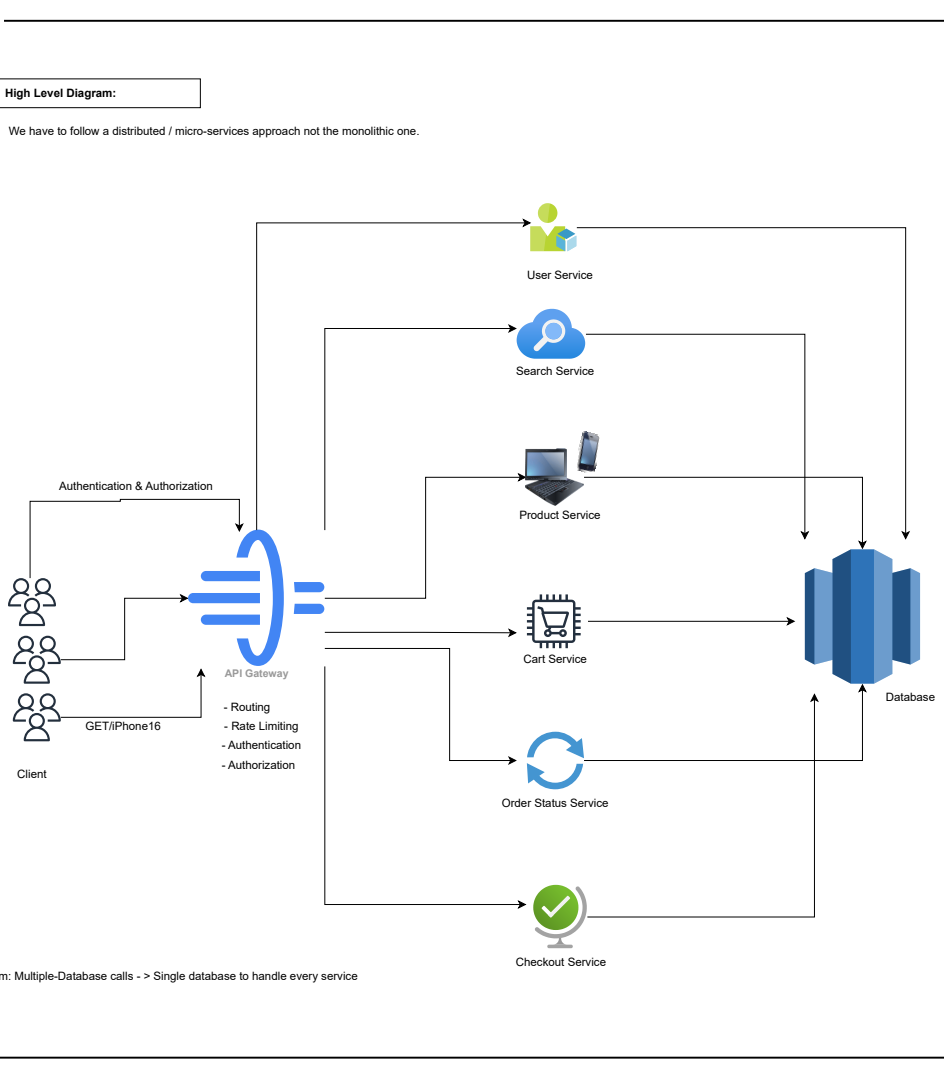 High Level Diagram:
We have to follow a distributed / micro-services approach not the monolithic one.
User Service
Search Service
Authentication & Authorization
Product Service
Cart Service
API Gateway
Database
- Routing
GET/iPhone16
- Rate Limiting
- Authentication
- Authorization
Client
Order Status Service
Checkout Service
Multiple-Database calls - > Single database to handle every service